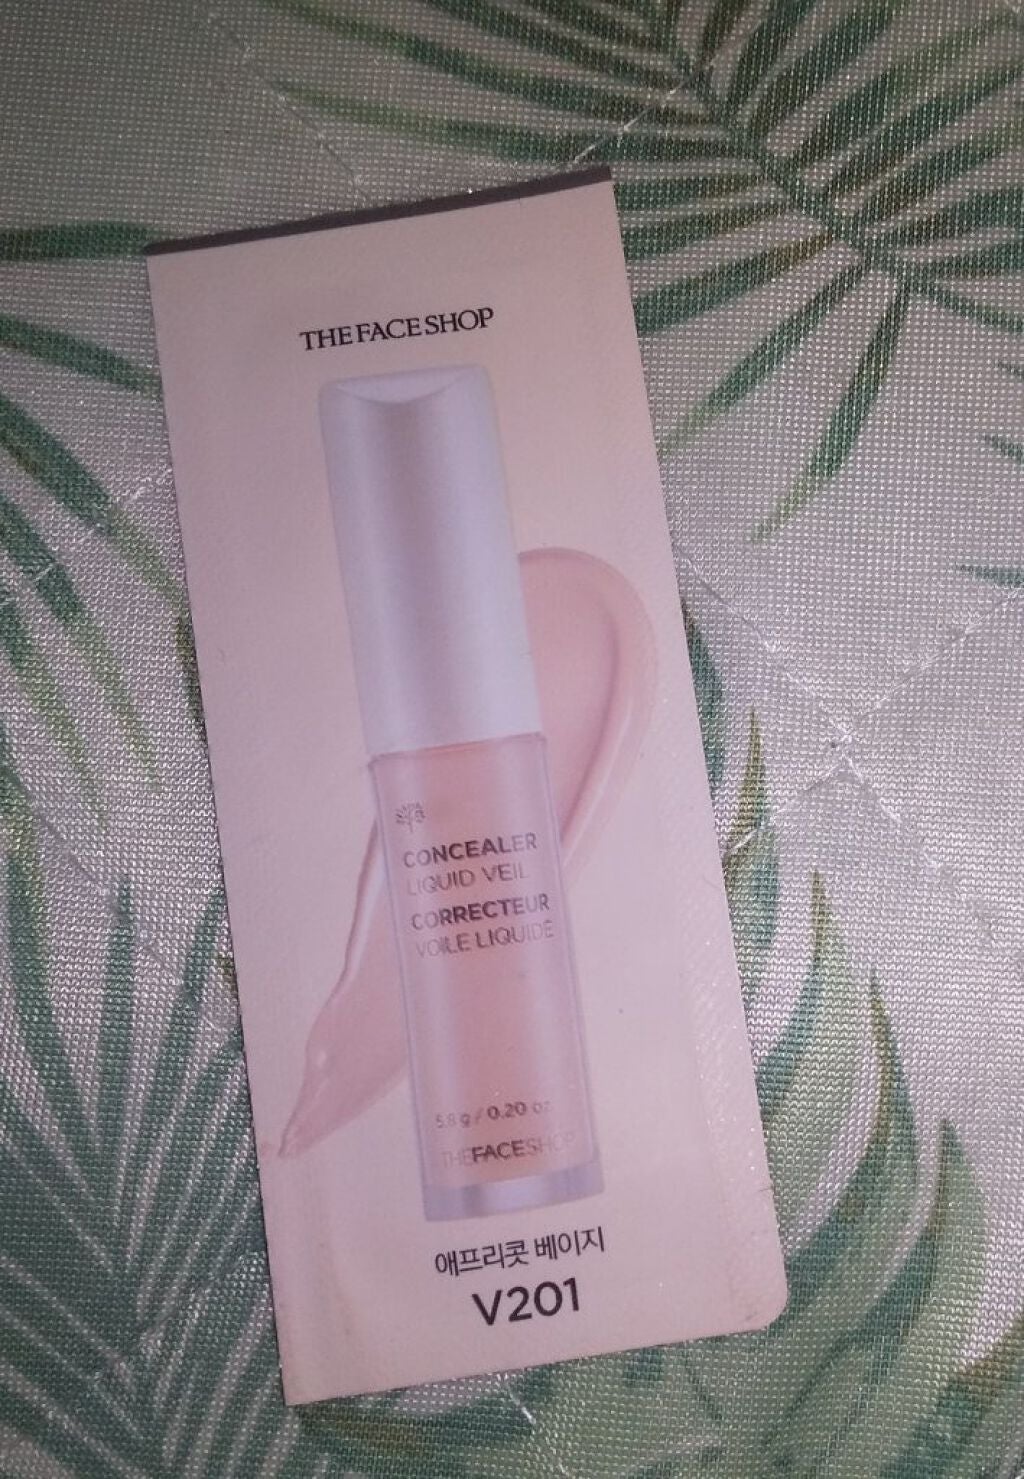 THE FACE SHOP
CONCEALER
LIQUID VEIL
CORRECTEUR
VOILE LIQUIDE
5.8 g / 0.20 oz
THEFACESHOP
애프리콧 베이지
V201